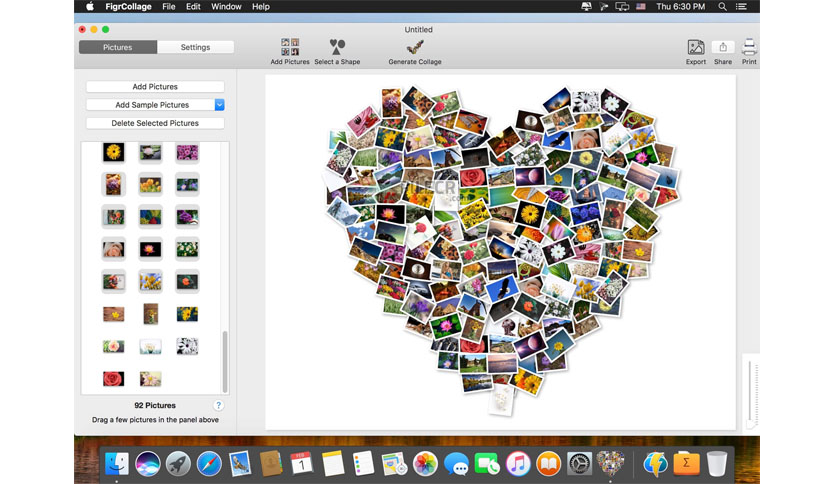 FigrCollage File Edit Window Help Thu 6:30 PM
Untitled
Pictures Settings
Add Pictures Select a Shape Generate Collage Export Share Print
Add Pictures
Add Sample Pictures
Delete Selected Pictures
92 Pictures ?
Drag a few pictures in the panel above
FEB
1